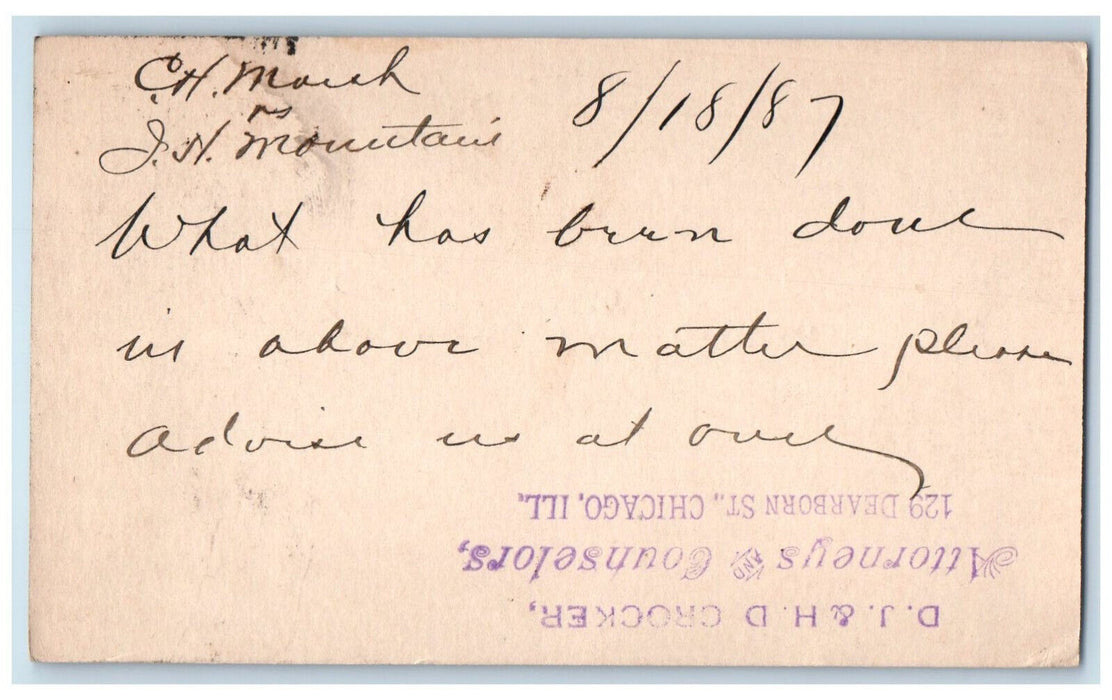 C. H. Marsh
vs
J. H. Mountain
8/18/87
What has been done
in above matter please
advise us at once
D. J. & H. D CROCKER,
Attorneys AND Counselors,
129 DEARBORN ST., CHICAGO, ILL.